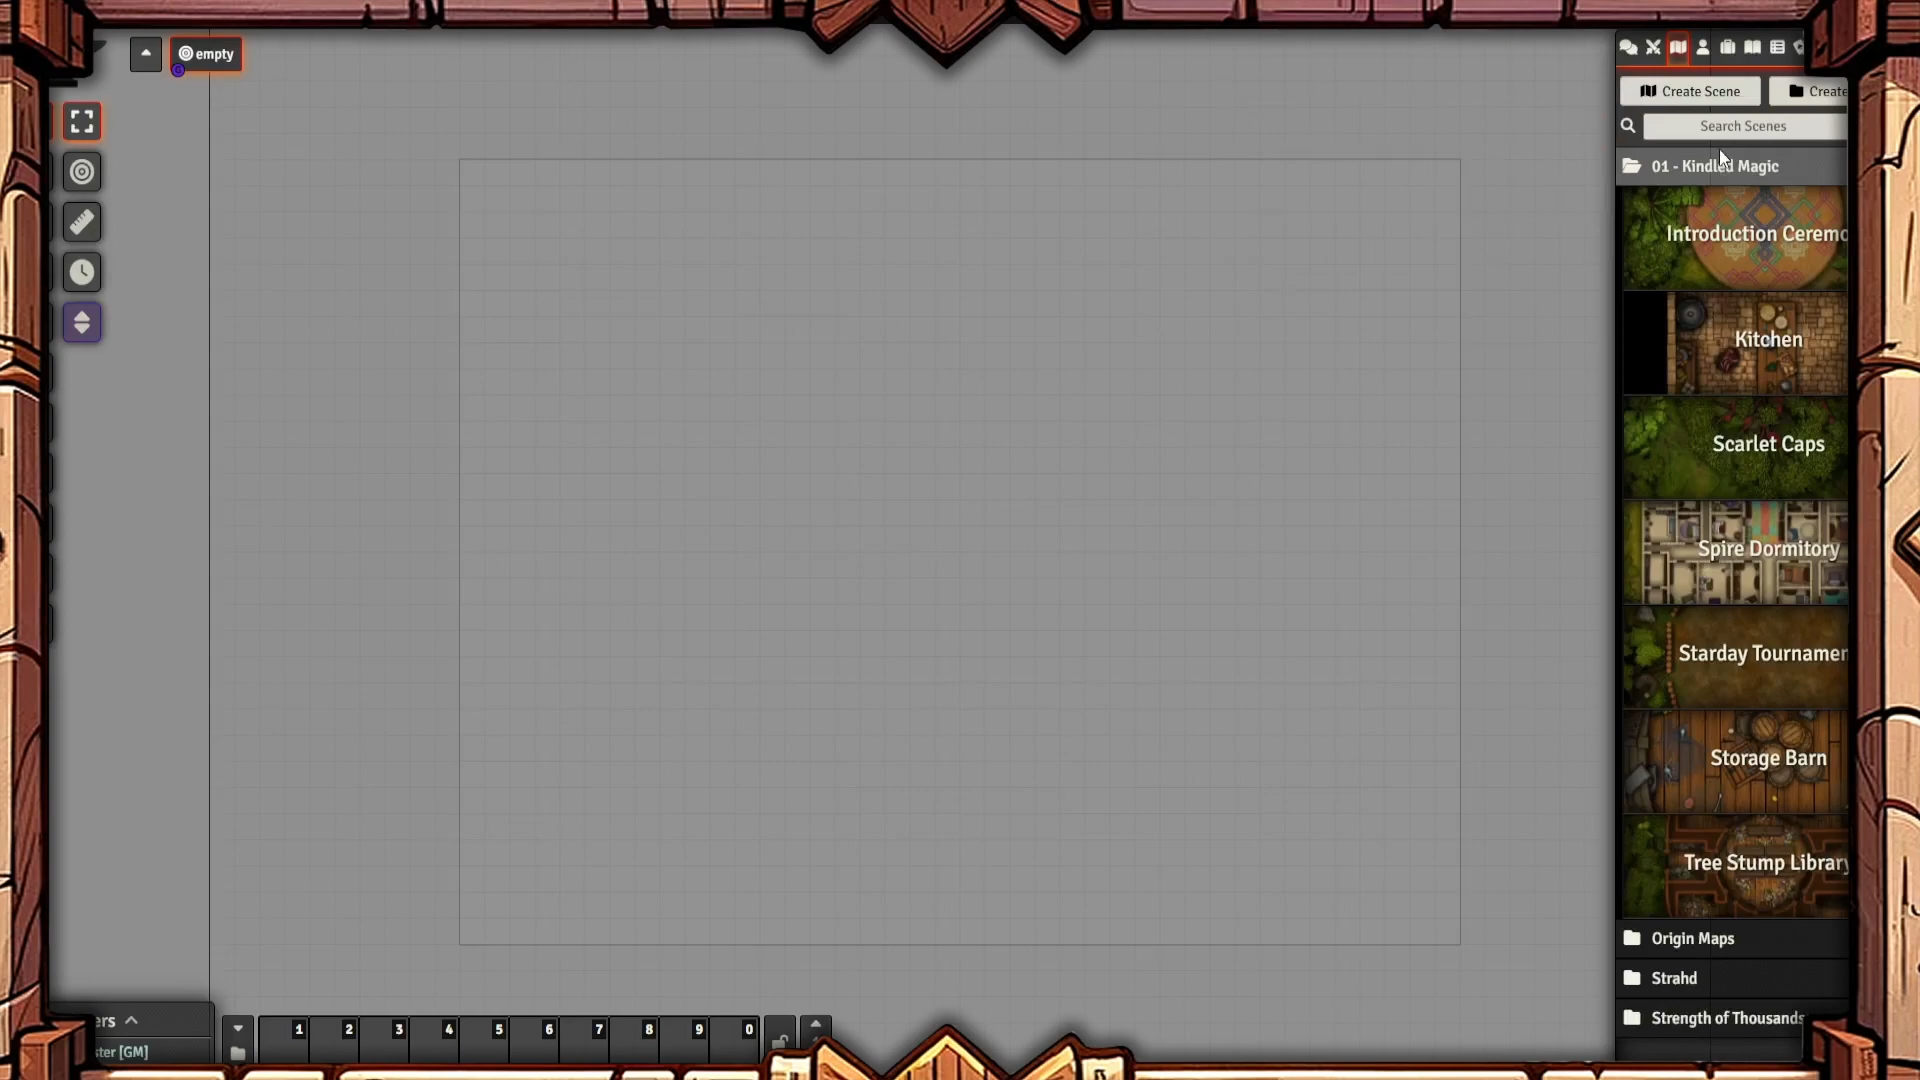 empty
Create Scene
Create
Search Scenes
01 - Kindled Magic
Introduction Ceremo
Kitchen
Scarlet Caps
Spire Dormitory
Starday Tournamen
Storage Barn
Tree Stump Library
Origin Maps
Strahd
Strength of Thousands
ers
ster [GM]
1 2 3 4 5 6 7 8 9 0